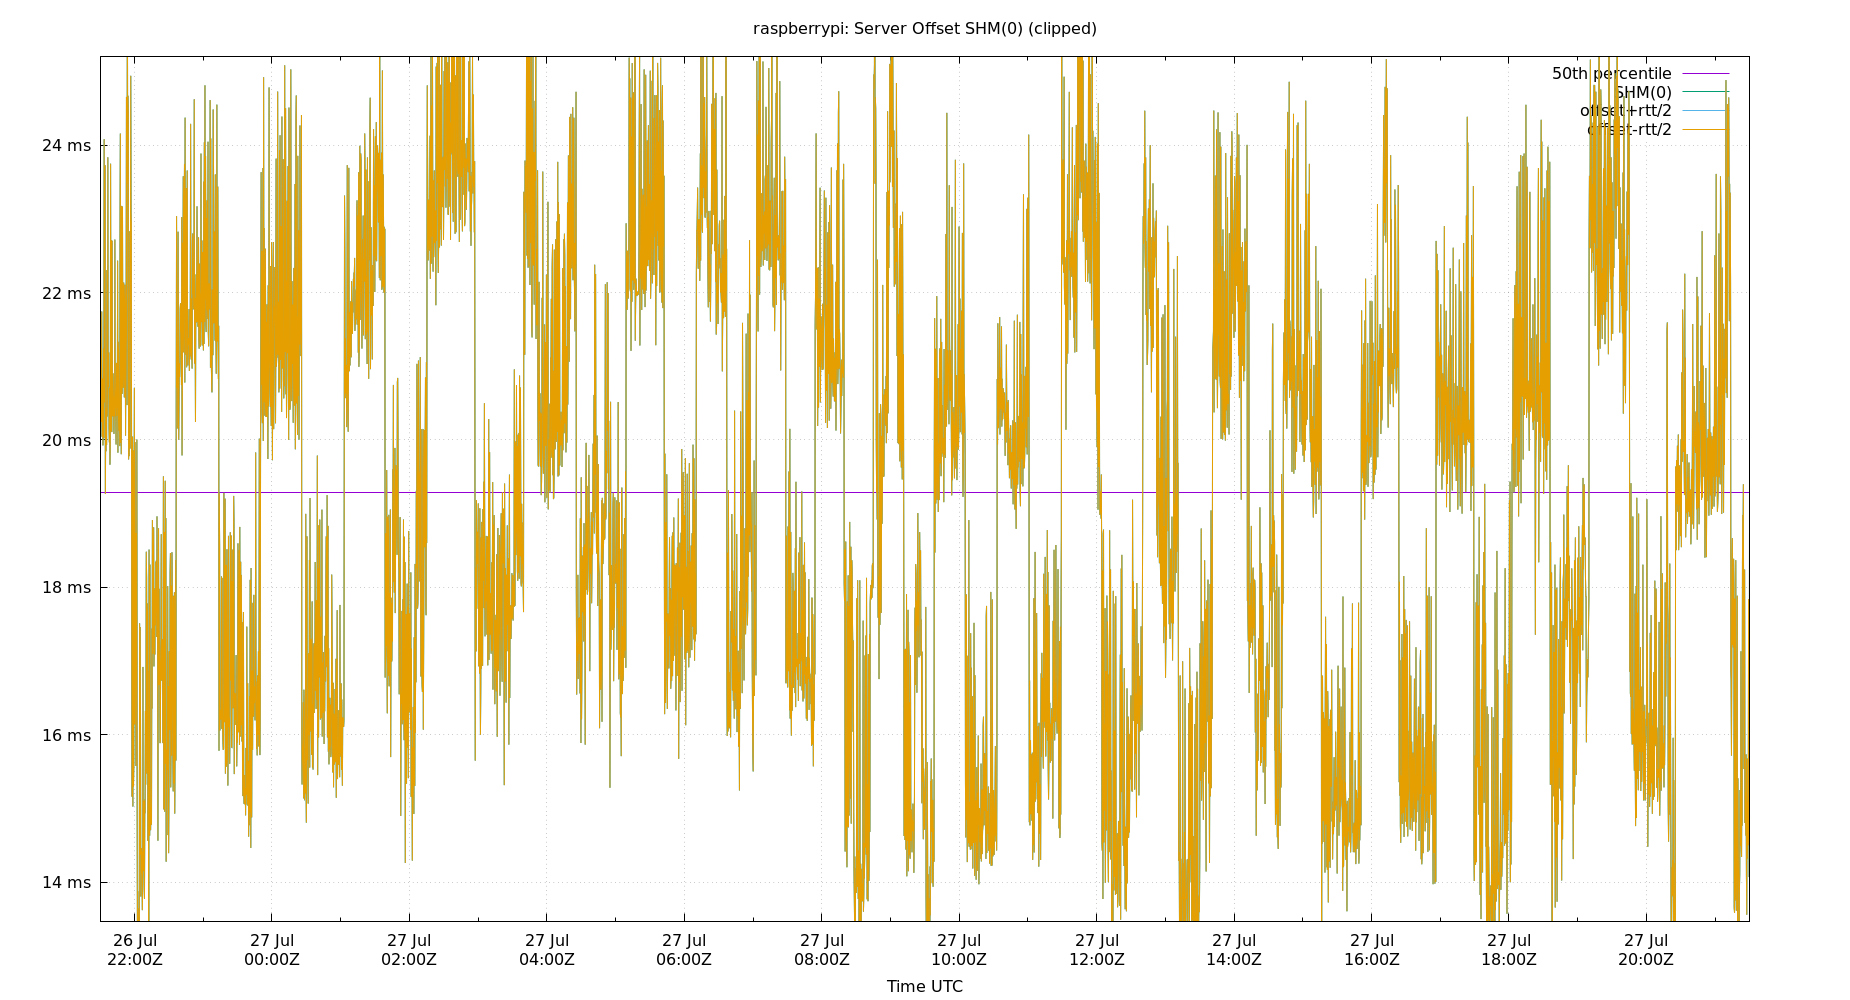 raspberrypi: Server Offset SHM(0) (clipped)
50th percentile
SHM(0)
offset+rtt/2
offset-rtt/2
24 ms
22 ms
20 ms
18 ms
16 ms
14 ms
26 Jul 27 Jul 27 Jul 27 Jul 27 Jul 27 Jul 27 Jul 27 Jul 27 Jul 27 Jul 27 Jul 27 Jul
22:00Z 00:00Z 02:00Z 04:00Z 06:00Z 08:00Z 10:00Z 12:00Z 14:00Z 16:00Z 18:00Z 20:00Z
Time UTC